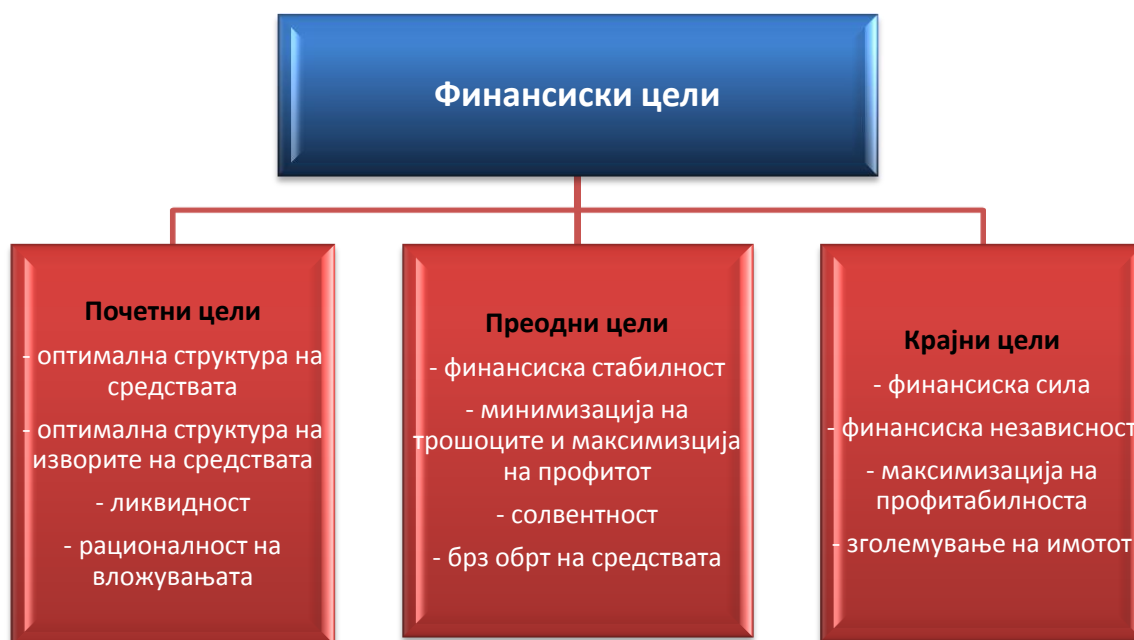 Финансиски цели
Почетни цели
- оптимална структура на
средствата
- оптимална структура на
изворите на средствата
- ликвидност
- рационалност на
вложувањата
Преодни цели
- финансиска стабилност
- минимизација на
трошоците и максимизција
на профитот
- солвентност
- брз обрт на средствата
Крајни цели
- финансиска сила
- финансиска независност
- максимизација на
профитабилноста
- зголемување на имотот